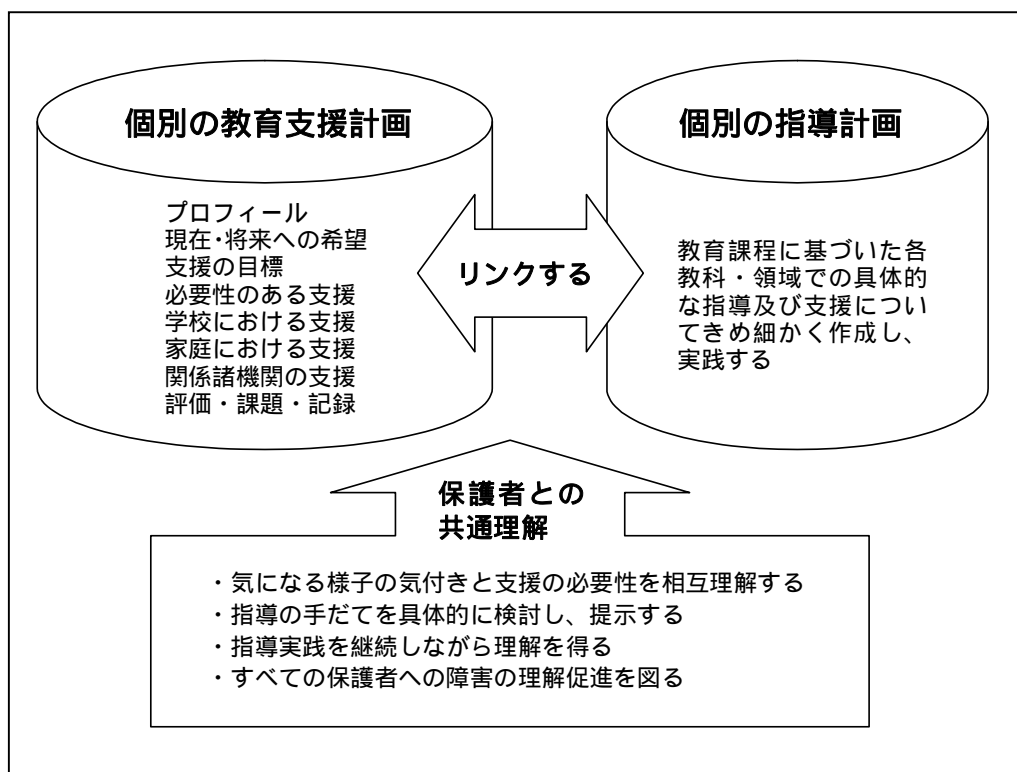 個別の教育支援計画
プロフィール
現在・将来への希望
支援の目標
必要性のある支援
学校における支援
家庭における支援
関係諸機関の支援
評価・課題・記録
リンクする
個別の指導計画
教育課程に基づいた各
教科・領域での具体的
な指導及び支援につい
てきめ細かく作成し、
実践する
保護者との
共通理解
・気になる様子の気付きと支援の必要性を相互理解する
・指導の手だてを具体的に検討し、提示する
・指導実践を継続しながら理解を得る
・すべての保護者への障害の理解促進を図る